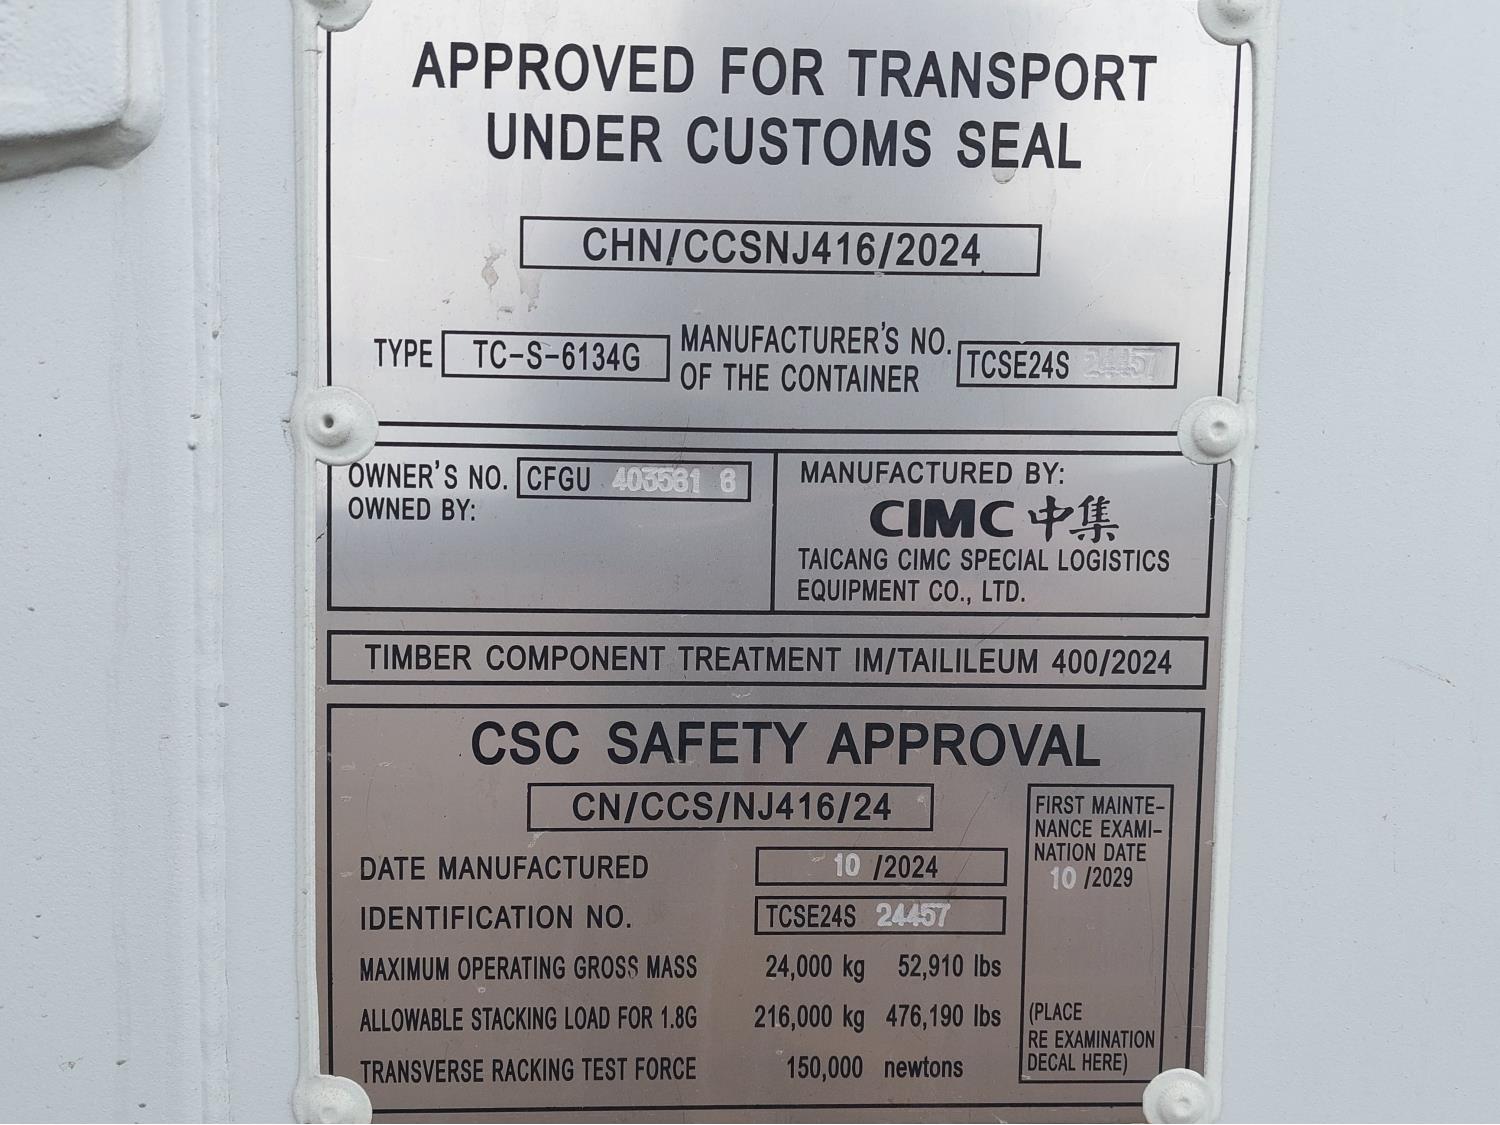 APPROVED FOR TRANSPORT
UNDER CUSTOMS SEAL
CHN/CCSNJ416/2024
TYPE TC-S-6134G MANUFACTURER'S NO.
OF THE CONTAINER TCSE24S 24457
OWNER'S NO. CFGU
OWNED BY:
MANUFACTURED BY:
CIMC 中集
TAICANG CIMC SPECIAL LOGISTICS
EQUIPMENT CO., LTD.
TIMBER COMPONENT TREATMENT IM/TAILILEUM 400/2024
CSC SAFETY APPROVAL
CN/CCS/NJ416/24
DATE MANUFACTURED 10 /2024
IDENTIFICATION NO. TCSE24S 24457
MAXIMUM OPERATING GROSS MASS 24,000 kg 52,910 lbs
ALLOWABLE STACKING LOAD FOR 1.8G 216,000 kg 476,190 lbs
TRANSVERSE RACKING TEST FORCE 150,000 newtons
FIRST MAINTE-
NANCE EXAMI-
NATION DATE
10 /2029
(PLACE
RE EXAMINATION
DECAL HERE)